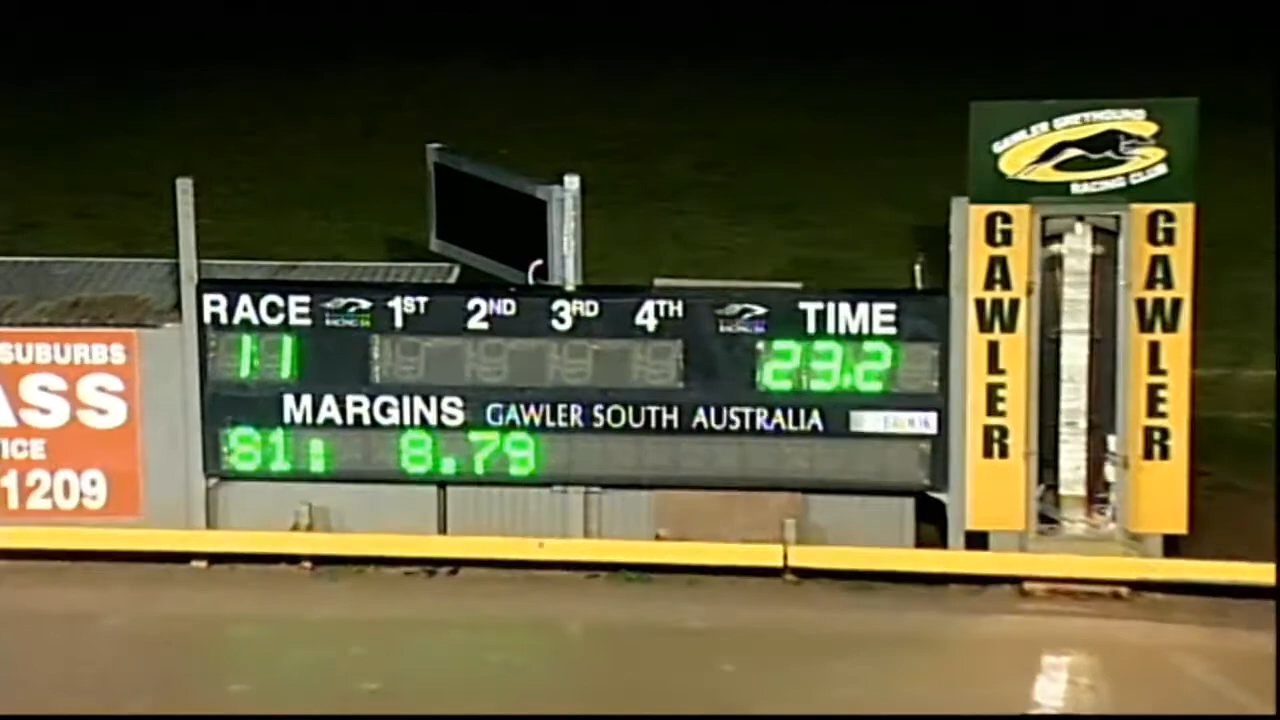 GAWLER GREYHOUND
RACING CLUB
GAWLER
GAWLER
RACE 1ST 2ND 3RD 4TH TIME
11 23.2
MARGINS GAWLER SOUTH AUSTRALIA
S1: 8.79
SUBURBS
ASS
ICE
1209